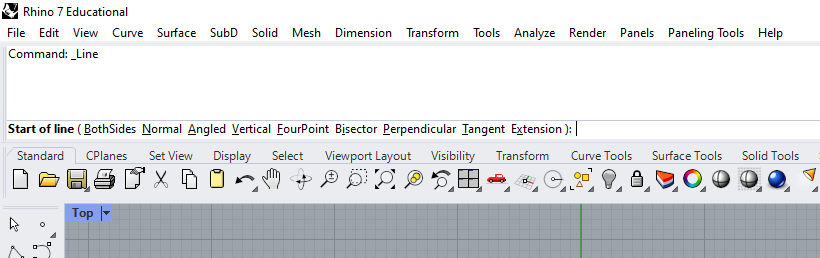 Rhino 7 Educational
File Edit View Curve Surface SubD Solid Mesh Dimension Transform Tools Analyze Render Panels Paneling Tools Help
Command: _Line
Start of line ( BothSides Normal Angled Vertical FourPoint Bisector Perpendicular Tangent Extension ):
Standard CPlanes Set View Display Select Viewport Layout Visibility Transform Curve Tools Surface Tools Solid Tools
Top